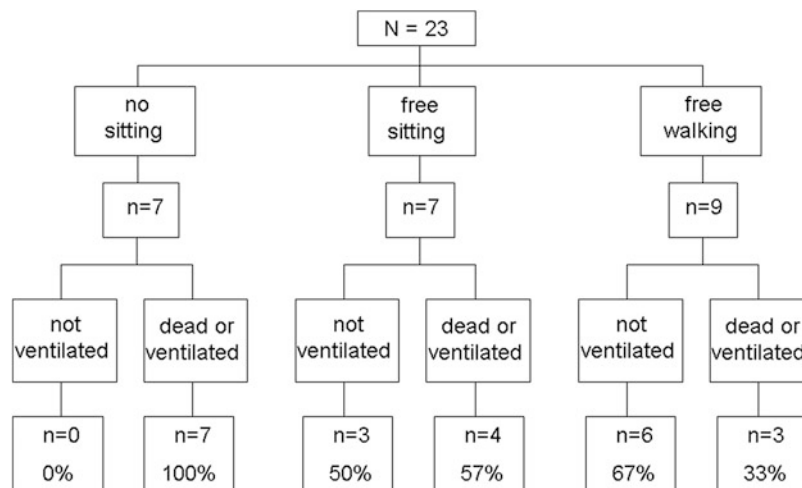 N = 23
no
sitting
free
sitting
free
walking
n=7
n=7
n=9
not
ventilated
dead or
ventilated
not
ventilated
dead or
ventilated
not
ventilated
dead or
ventilated
n=0
0%
n=7
100%
n=3
50%
n=4
57%
n=6
67%
n=3
33%